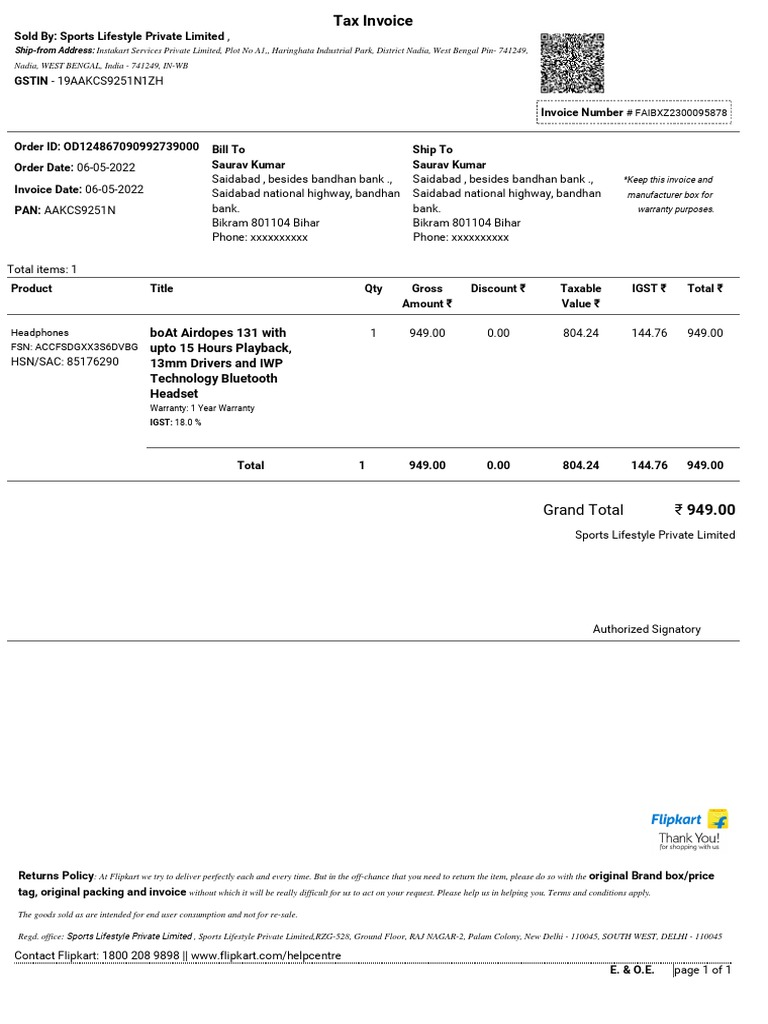 Tax Invoice
Sold By: Sports Lifestyle Private Limited ,
Ship-from Address: Instakart Services Private Limited, Plot No A1,, Haringhata Industrial Park, District Nadia, West Bengal Pin- 741249,
Nadia, WEST BENGAL, India - 741249, IN-WB
GSTIN - 19AAKCS9251N1ZH
Invoice Number # FAIBXZ2300095878
Order ID: OD124867090992739000
Order Date: 06-05-2022
Invoice Date: 06-05-2022
PAN: AAKCS9251N
Bill To
Saurav Kumar
Saidabad , besides bandhan bank .,
Saidabad national highway, bandhan
bank.
Bikram 801104 Bihar
Phone: xxxxxxxxxx
Ship To
Saurav Kumar
Saidabad , besides bandhan bank .,
Saidabad national highway, bandhan
bank.
Bikram 801104 Bihar
Phone: xxxxxxxxxx
*Keep this invoice and
manufacturer box for
warranty purposes.
Total items: 1
Product Title Qty Gross Amount ₹ Discount ₹ Taxable Value ₹ IGST ₹ Total ₹
Headphones
FSN: ACCFSDGXX3S6DVBG
HSN/SAC: 85176290
boAt Airdopes 131 with
upto 15 Hours Playback,
13mm Drivers and IWP
Technology Bluetooth
Headset
Warranty: 1 Year Warranty
IGST: 18.0 %
1 949.00 0.00 804.24 144.76 949.00
Total 1 949.00 0.00 804.24 144.76 949.00
Grand Total ₹ 949.00
Sports Lifestyle Private Limited
Authorized Signatory
Flipkart
Thank You!
for shopping with us
Returns Policy: At Flipkart we try to deliver perfectly each and every time. But in the off-chance that you need to return the item, please do so with the original Brand box/price
tag, original packing and invoice without which it will be really difficult for us to act on your request. Please help us in helping you. Terms and conditions apply.
The goods sold as are intended for end user consumption and not for re-sale.
Regd. office: Sports Lifestyle Private Limited , Sports Lifestyle Private Limited,RZG-528, Ground Floor, RAJ NAGAR-2, Palam Colony, New Delhi - 110045, SOUTH WEST, DELHI - 110045
Contact Flipkart: 1800 208 9898 || www.flipkart.com/helpcentre
E. & O.E. page 1 of 1